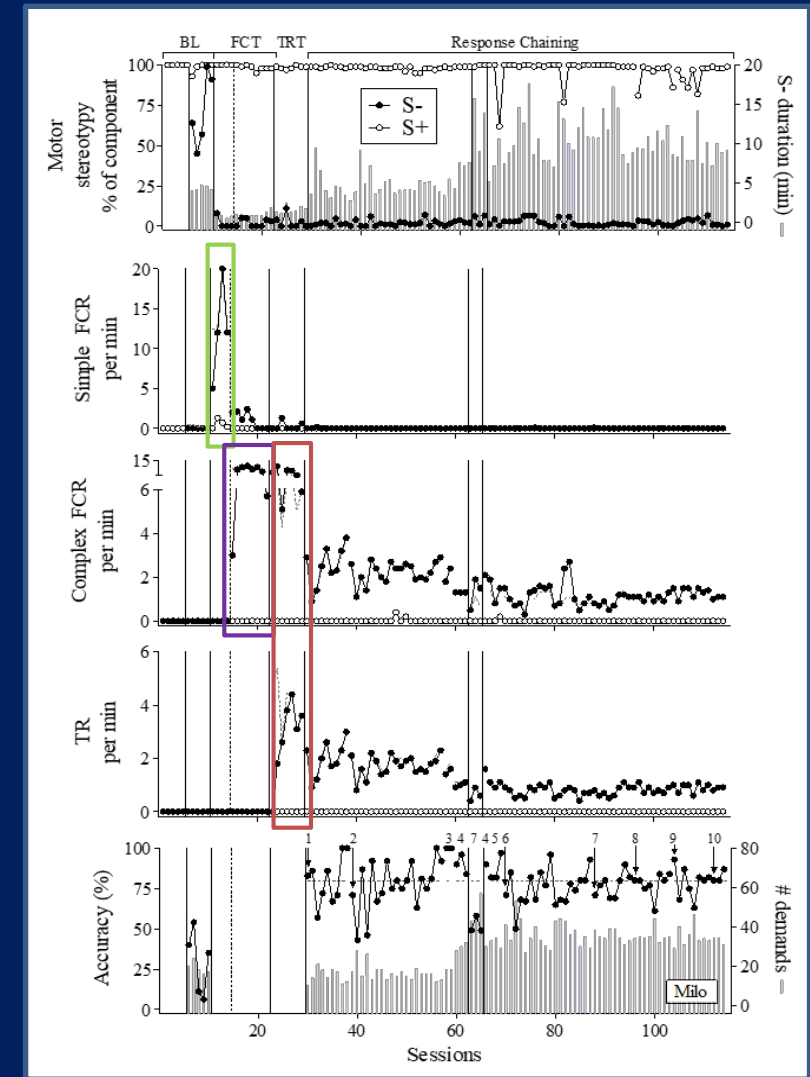 BL FCT TRT Response Chaining
100 75 50 25 0
Motor
stereotypy
% of component
S-
S+
20 15 10 5 0
S- duration (min)
20 15 10 5 0
Simple FCR
per min
15 6 4 2 0
Complex FCR
per min
6 4 2 0
TR
per min
1 2 3 4 7 4 5 6 7 8 9 10
100 75 50 25 0
Accuracy (%)
80 60 40 20 0
# demands
Milo
20 40 60 80 100
Sessions